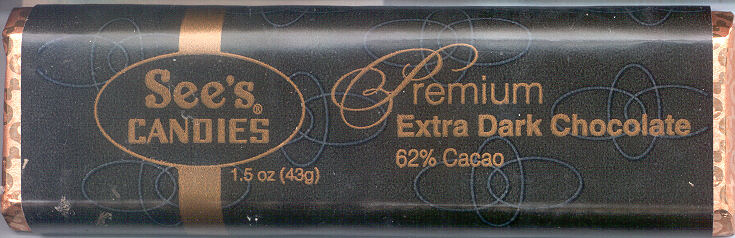 See's®
CANDIES
1.5 oz (43g)
Premium
Extra Dark Chocolate
62% Cacao